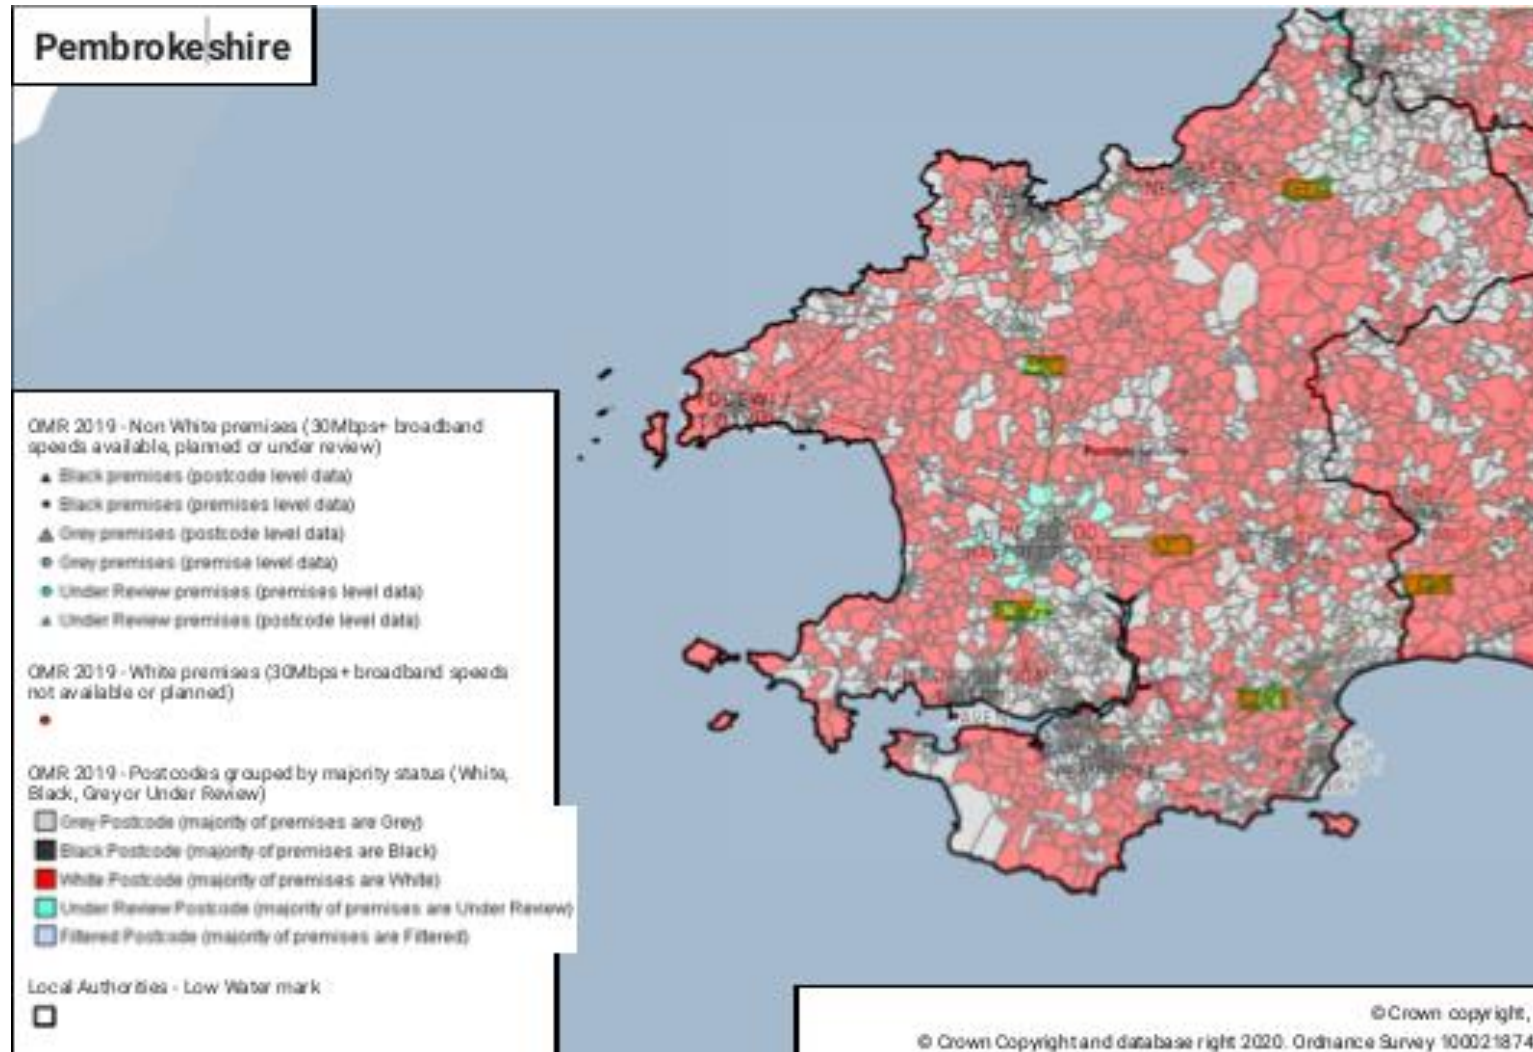 Pembrokeshire
OMR 2019 - Non White premises (30Mbps+ broadband
speeds available, planned or under review)
Black premises (postcode level data)
Black premises (premises level data)
Grey premises (postcode level data)
Grey premises (premise level data)
Under Review premises (premises level data)
Under Review premises (postcode level data)
OMR 2019 - White premises (30Mbps+ broadband speeds
not available or planned)
OMR 2019 - Postcodes grouped by majority status (White,
Black, Grey or Under Review)
Grey Postcode (majority of premises are Grey)
Black Postcode (majority of premises are Black)
White Postcode (majority of premises are White)
Under Review Postcode (majority of premises are Under Review)
Filtered Postcode (majority of premises are Filtered)
Local Authorities - Low Water mark
HAVERFORDWEST
HAVEN
© Crown copyright,
© Crown Copyright and database right 2020. Ordnance Survey 100021874